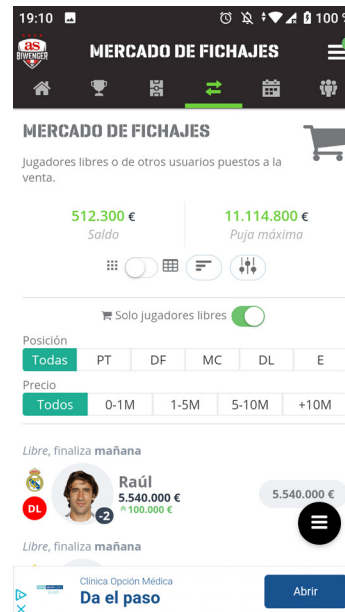 19:10
100 %
as
BIWENGER
MERCADO DE FICHAJES
MERCADO DE FICHAJES
Jugadores libres o de otros usuarios puestos a la
venta.
512.300 €
11.114.800 €
Saldo
Puja máxima
Solo jugadores libres
Posición
Todas PT DF MC DL E
Precio
Todos 0-1M 1-5M 5-10M +10M
Libre, finaliza mañana
DL
-2
Raúl
5.540.000 €
100.000 €
5.540.000 €
Libre, finaliza mañana
Clínica Opción Médica
Da el paso
Abrir